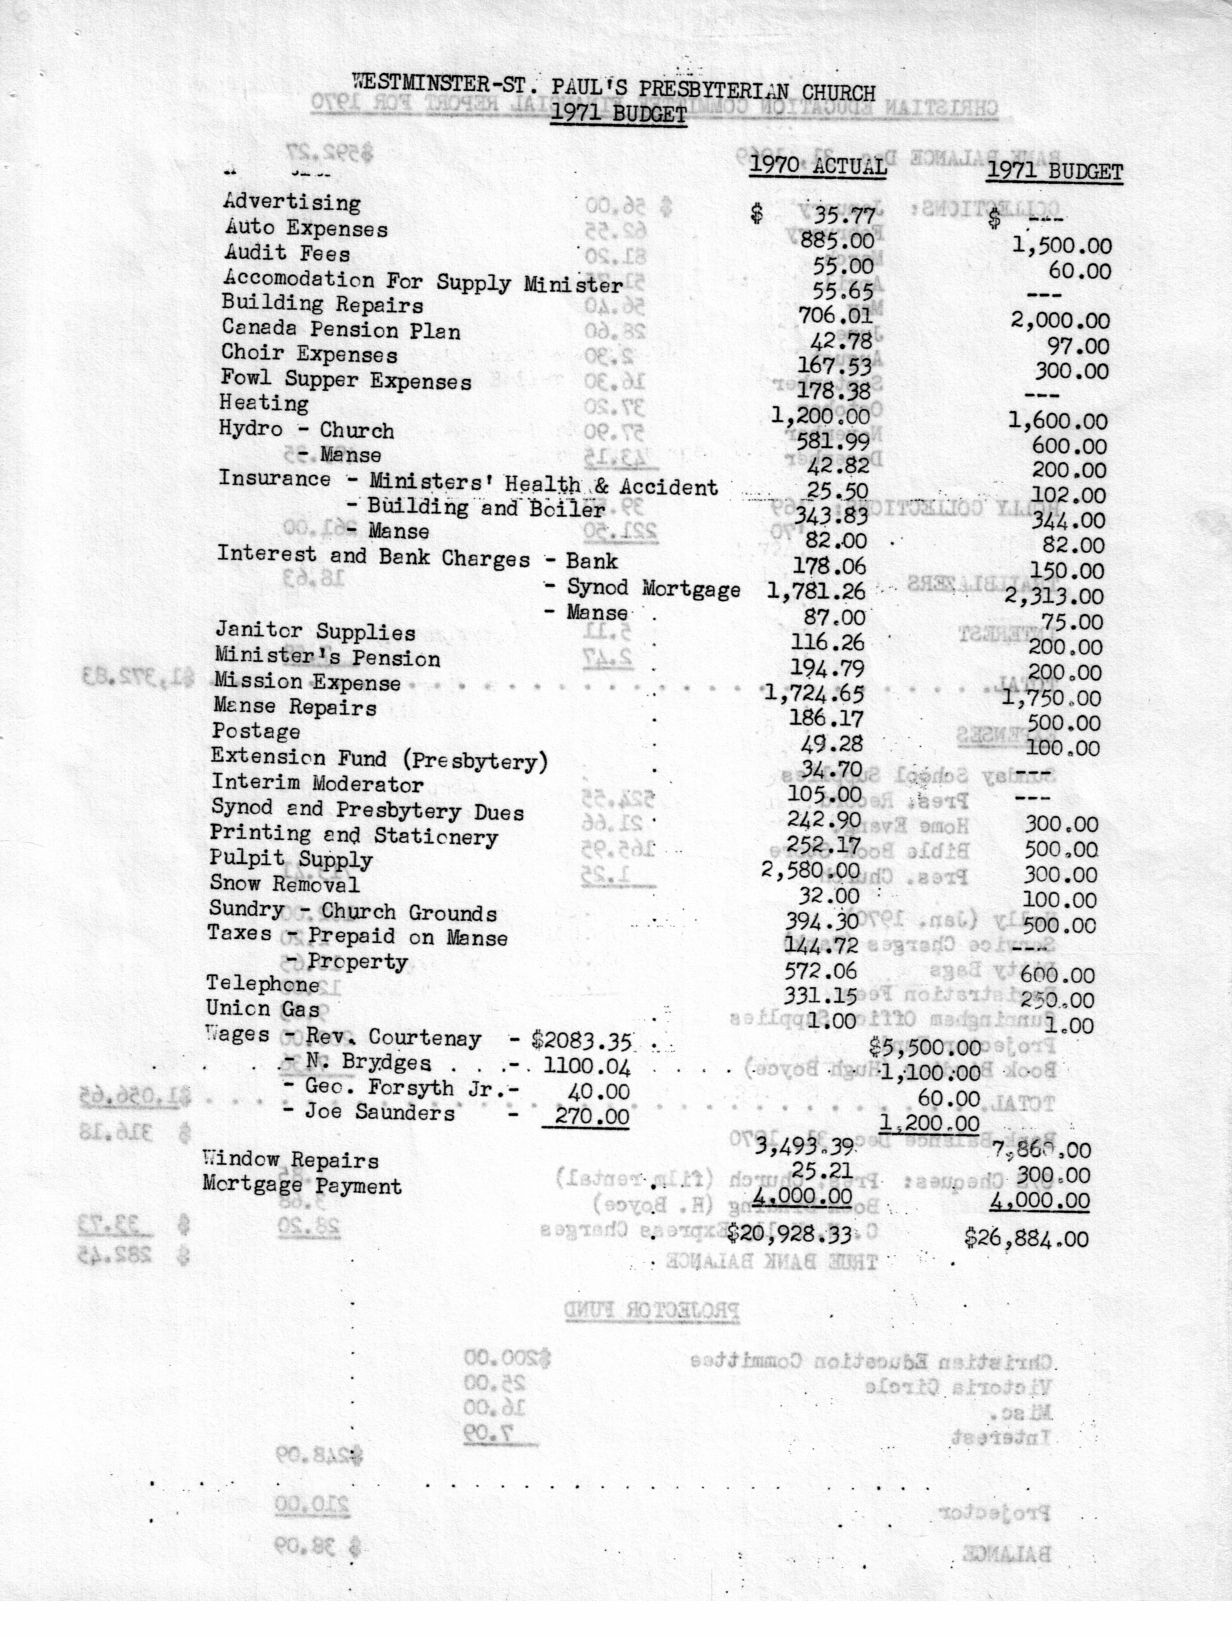 WESTMINSTER-ST. PAUL'S PRESBYTERIAN CHURCH
1971 BUDGET
1970 ACTUAL 1971 BUDGET
Advertising $ 35.77 $ ---
Auto Expenses 885.00 1,500.00
Audit Fees 55.00 60.00
Accomodation For Supply Minister 55.65 ---
Building Repairs 706.01 2,000.00
Canada Pension Plan 42.78 97.00
Choir Expenses 167.53 300.00
Fowl Supper Expenses 178.38 ---
Heating 1,200.00 1,600.00
Hydro - Church 581.99 600.00
- Manse 42.82 200.00
Insurance - Ministers' Health & Accident 25.50 102.00
- Building and Boiler 343.83 344.00
- Manse 82.00 82.00
Interest and Bank Charges - Bank 178.06 150.00
- Synod Mortgage 1,781.26 2,313.00
- Manse 87.00 75.00
Janitor Supplies 116.26 200.00
Minister's Pension 194.79 200.00
Mission Expense 1,724.65 1,750.00
Manse Repairs 186.17 500.00
Postage 49.28 100.00
Extension Fund (Presbytery) 34.70 ---
Interim Moderator 105.00 ---
Synod and Presbytery Dues 242.90 300.00
Printing and Stationery 252.17 500.00
Pulpit Supply 2,580.00 300.00
Snow Removal 32.00 100.00
Sundry - Church Grounds 394.30 500.00
Taxes - Prepaid on Manse 144.72 ---
- Property 572.06 600.00
Telephone 331.15 250.00
Union Gas 1.00 1.00
Wages - Rev. Courtenay - $2083.35 $5,500.00
- N. Brydges - 1100.04 1,100.00
- Geo. Forsyth Jr.- 40.00 60.00
- Joe Saunders - 270.00 1,200.00
3,493.39 7,860.00
Window Repairs 25.21 300.00
Mortgage Payment 4,000.00 4,000.00
$20,928.33 $26,884.00